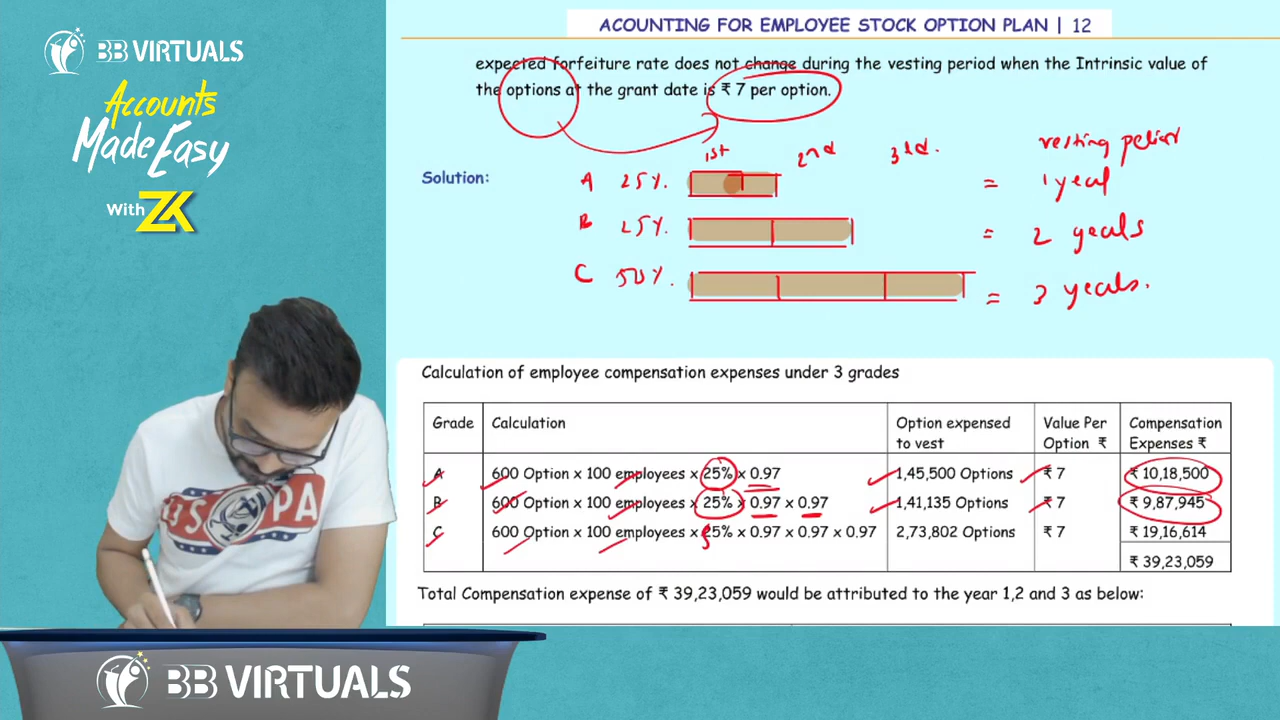 ACOUNTING FOR EMPLOYEE STOCK OPTION PLAN | 12
BB VIRTUALS
Accounts
Made Easy
With ZK
expected forfeiture rate does not change during the vesting period when the Intrinsic value of
the options at the grant date is ₹ 7 per option.
1st 2nd 3rd. vesting period
Solution:
A 25%. = 1 year
B 25%. = 2 years
C 50%. = 3 years.
Calculation of employee compensation expenses under 3 grades
Grade Calculation Option expensed to vest Value Per Option ₹ Compensation Expenses ₹
A 600 Option x 100 employees x 25% x 0.97 1,45,500 Options ₹ 7 ₹ 10,18,500
B 600 Option x 100 employees x 25% x 0.97 x 0.97 1,41,135 Options ₹ 7 ₹ 9,87,945
C 600 Option x 100 employees x 25% x 0.97 x 0.97 x 0.97 2,73,802 Options ₹ 7 ₹ 19,16,614
₹ 39,23,059
Total Compensation expense of ₹ 39,23,059 would be attributed to the year 1,2 and 3 as below:
BB VIRTUALS